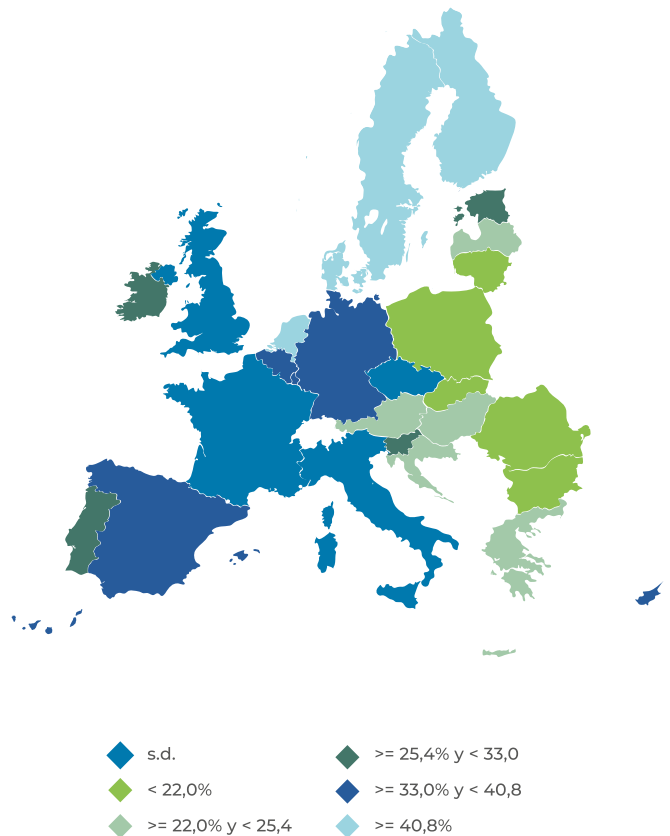 s.d.
< 22,0%
>= 22,0% y < 25,4
>= 25,4% y < 33,0
>= 33,0% y < 40,8
>= 40,8%